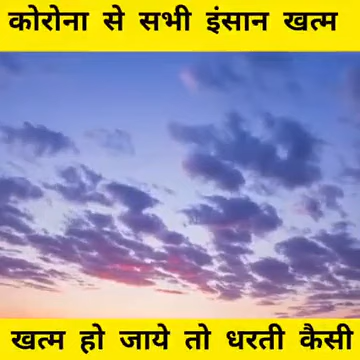 कोरोना से सभी इंसान खत्म
खत्म हो जाये तो धरती कैसी